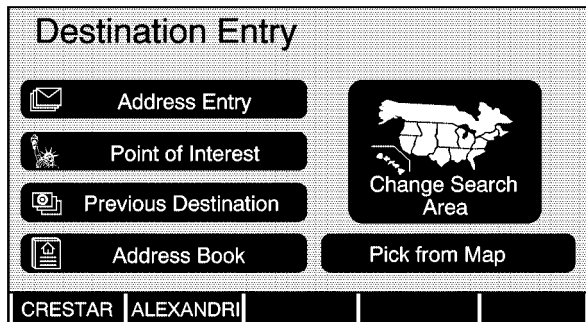 Destination Entry
Address Entry
Point of Interest
Previous Destination
Address Book
Change Search
Area
Pick from Map
CRESTAR ALEXANDRI